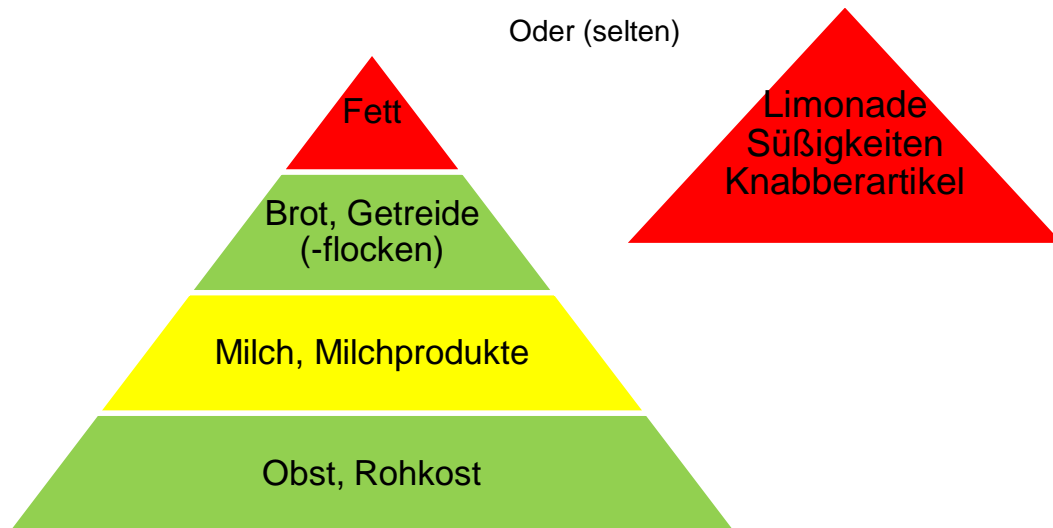 Oder (selten)
Fett
Limonade
Süßigkeiten
Knabberartikel
Brot, Getreide
(-flocken)
Milch, Milchprodukte
Obst, Rohkost